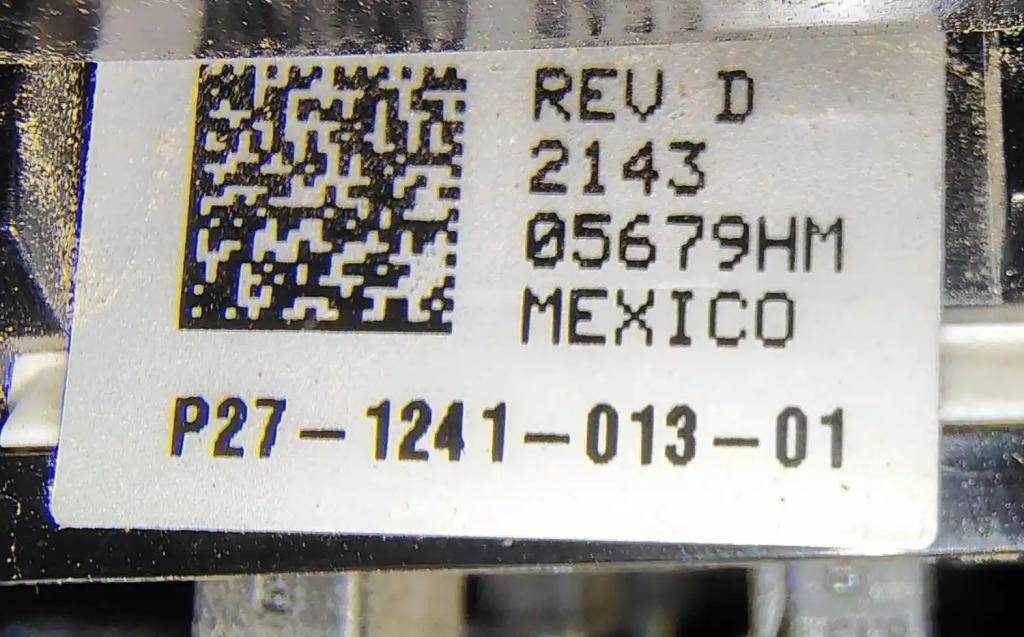 REV D
2143
05679HM
MEXICO
P27-1241-013-01